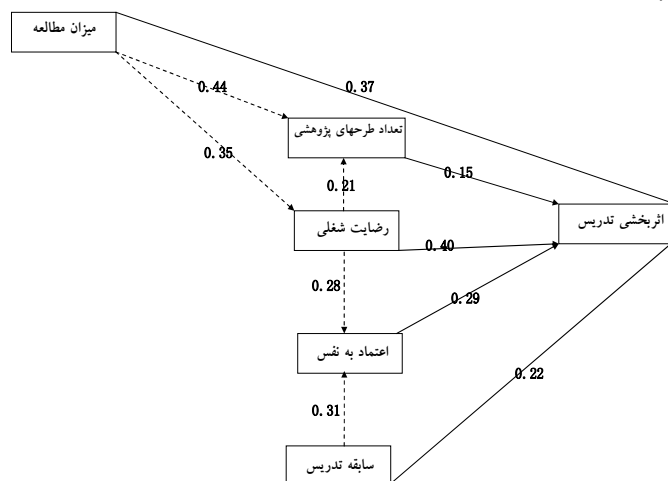 میزان مطالعه
0.37
0.44
تعداد طرحهای پژوهشی
0.35
0.15
0.21
اثربخشی تدریس
رضایت شغلی
0.40
0.28
0.29
اعتماد به نفس
0.22
0.31
سابقه تدریس